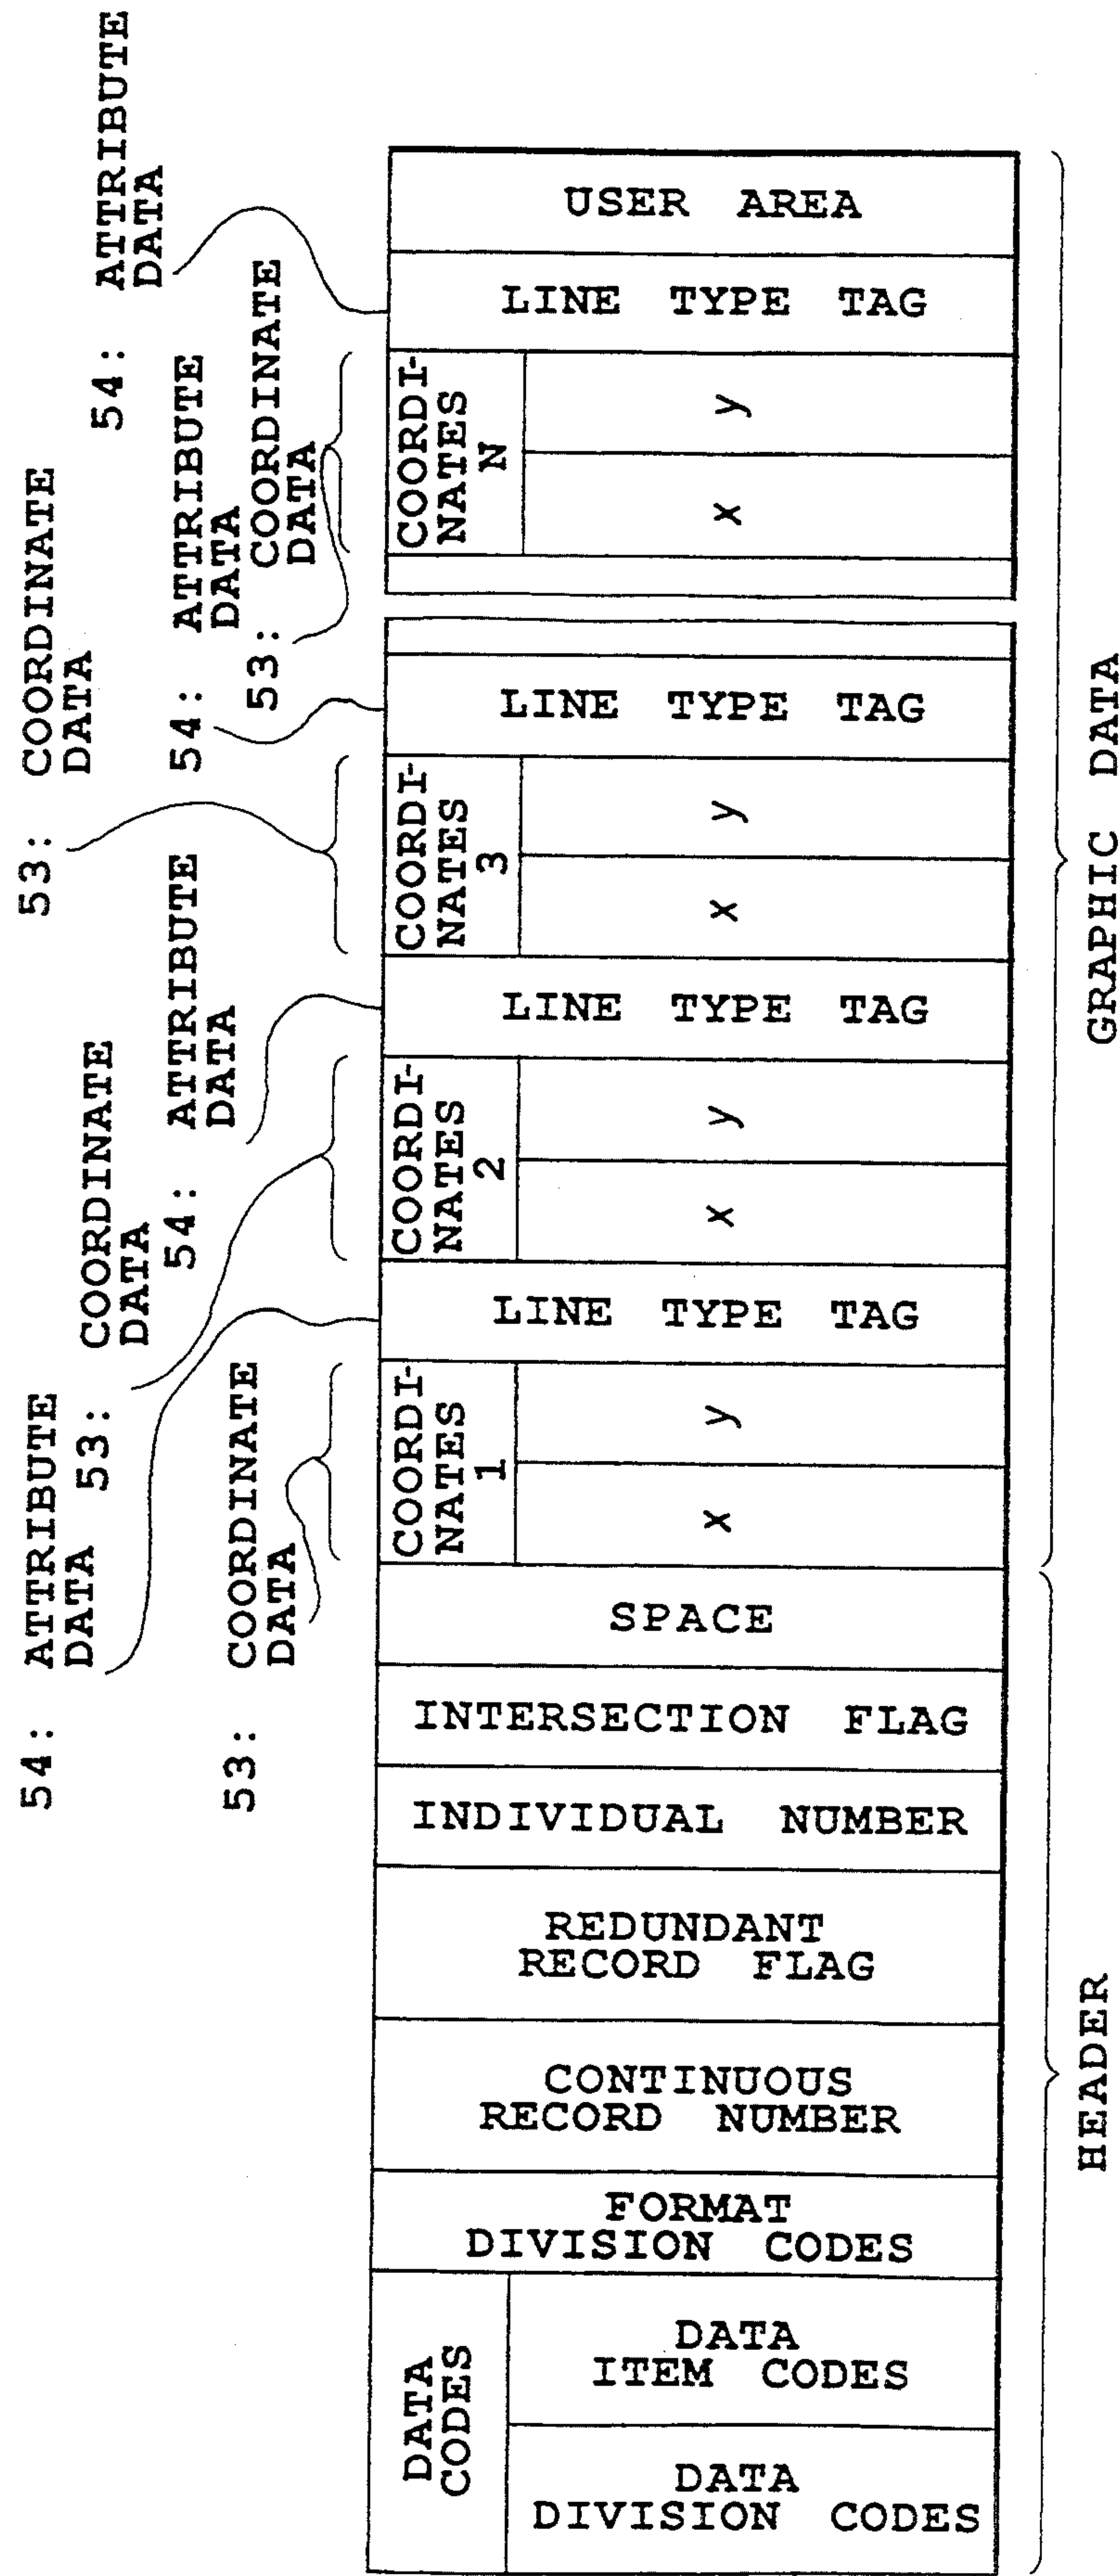 54: ATTRIBUTE
DATA
53: COORDINATE
DATA
53: COORDINATE
DATA
54: ATTRIBUTE
DATA
53: COORDINATE
DATA
54: ATTRIBUTE
DATA
53: COORDINATE
DATA
54: ATTRIBUTE
DATA
DATA
CODES
DATA
DIVISION CODES
DATA
ITEM CODES
FORMAT
DIVISION CODES
CONTINUOUS
RECORD NUMBER
REDUNDANT
RECORD FLAG
INDIVIDUAL NUMBER
INTERSECTION FLAG
SPACE
COORDI-
NATES
1
x
y
LINE TYPE TAG
COORDI-
NATES
2
x
y
LINE TYPE TAG
COORDI-
NATES
3
x
y
LINE TYPE TAG
COORDI-
NATES
N
x
y
LINE TYPE TAG
USER AREA
HEADER
GRAPHIC DATA